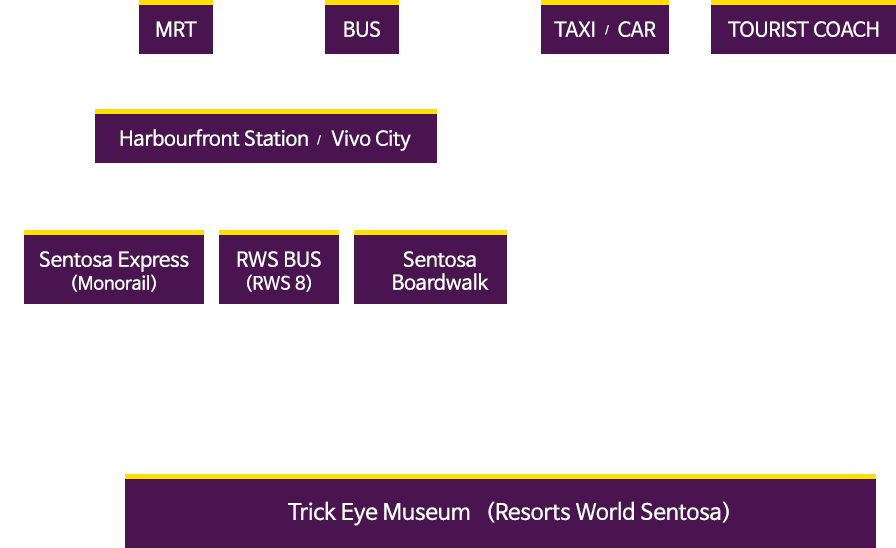 MRT
BUS
TAXI / CAR
TOURIST COACH
Harbourfront Station / Vivo City
Sentosa Express
(Monorail)
RWS BUS
(RWS 8)
Sentosa
Boardwalk
Trick Eye Museum (Resorts World Sentosa)